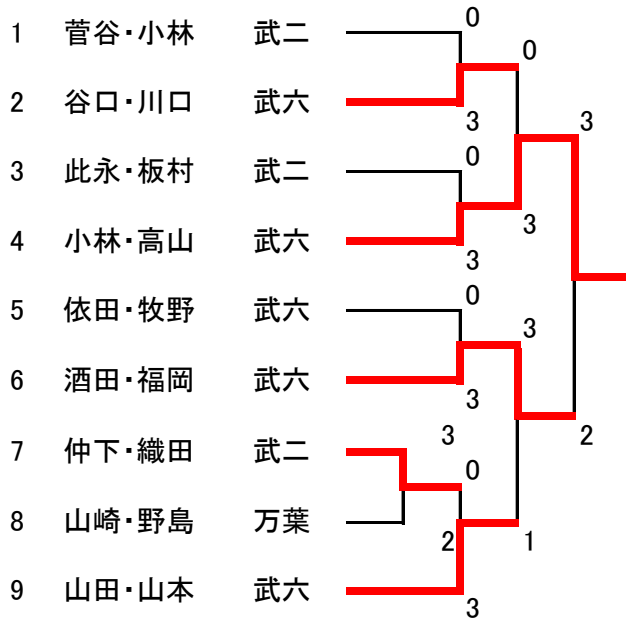 1 菅谷・小林 武二
0
0
2 谷口・川口 武六
3
3
3 此永・板村 武二
0
3
4 小林・高山 武六
3
5 依田・牧野 武六
0
3
6 酒田・福岡 武六
3
3
2
7 仲下・織田 武二
0
8 山崎・野島 万葉
2
1
9 山田・山本 武六
3